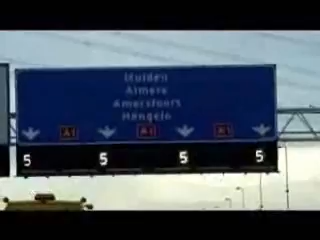 Muiden
Almere
Amersfoort
Hengelo
A1 A1 A1
5 5 5 5